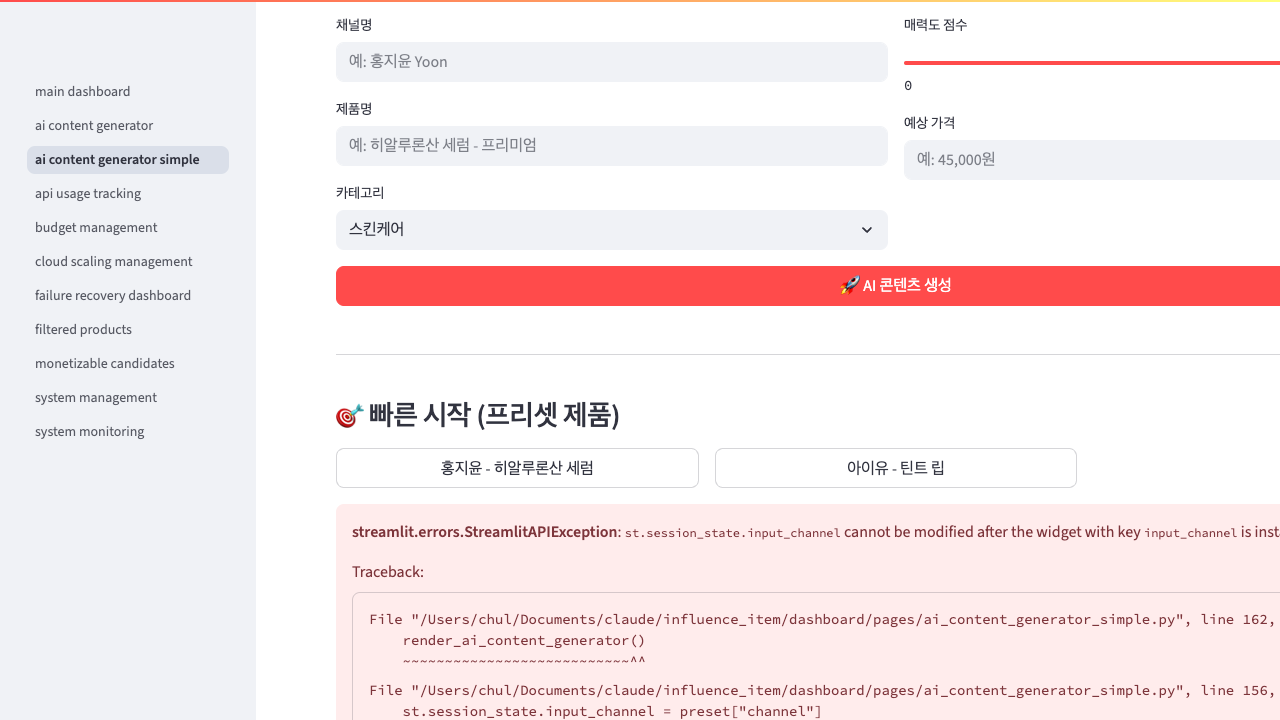 main dashboard
ai content generator
ai content generator simple
api usage tracking
budget management
cloud scaling management
failure recovery dashboard
filtered products
monetizable candidates
system management
system monitoring
채널명
예: 홍지윤 Yoon
제품명
예: 히알루론산 세럼 - 프리미엄
카테고리
스킨케어
매력도 점수
0
예상 가격
예: 45,000원
🚀 AI 콘텐츠 생성
🎯 빠른 시작 (프리셋 제품)
홍지윤 - 히알루론산 세럼
아이유 - 틴트 립
streamlit.errors.StreamlitAPIException: st.session_state.input_channel cannot be modified after the widget with key input_channel is inst
Traceback:
File "/Users/chul/Documents/claude/influence_item/dashboard/pages/ai_content_generator_simple.py", line 162,
render_ai_content_generator()
~~~~~~~~~~~~~~~~~~~~~~~~~~~^^
File "/Users/chul/Documents/claude/influence_item/dashboard/pages/ai_content_generator_simple.py", line 156,
st.session_state.input_channel = preset["channel"]